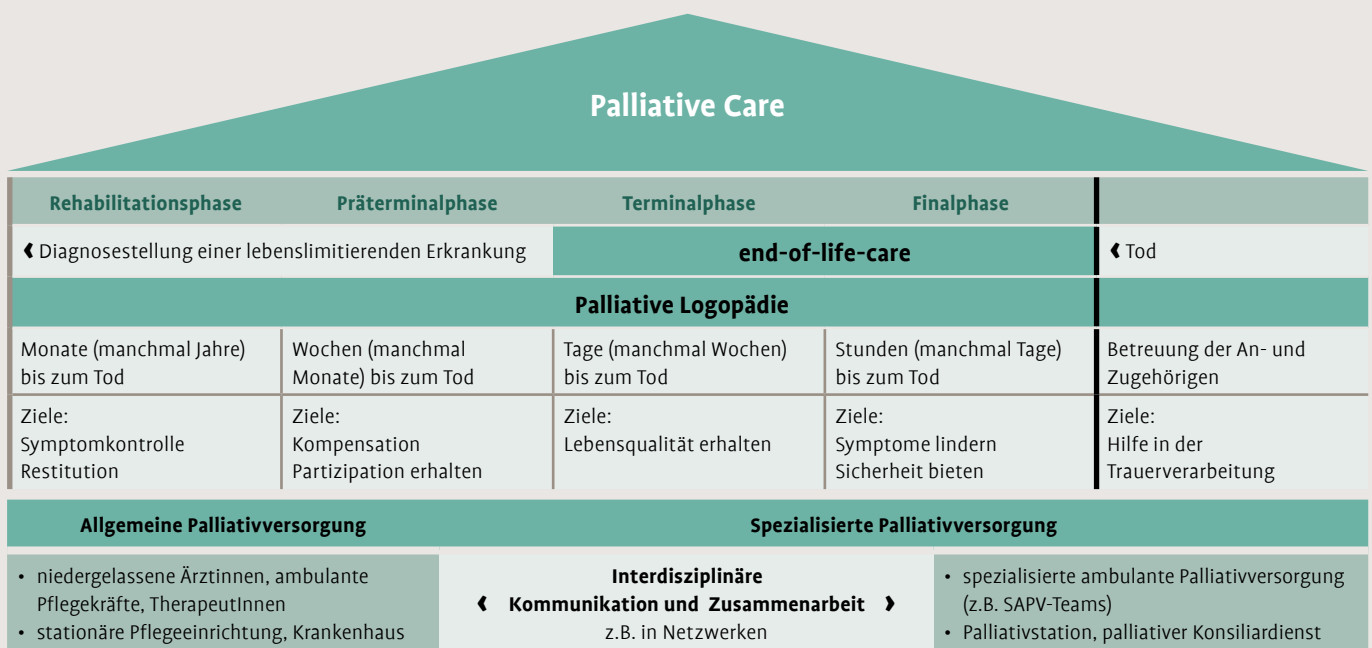 Palliative Care
Rehabilitationsphase
Präterminalphase
Terminalphase
Finalphase
❰ Diagnosestellung einer lebenslimitierenden Erkrankung
end-of-life-care
❰ Tod
Palliative Logopädie
Monate (manchmal Jahre)
bis zum Tod
Wochen (manchmal
Monate) bis zum Tod
Tage (manchmal Wochen)
bis zum Tod
Stunden (manchmal Tage)
bis zum Tod
Betreuung der An- und
Zugehörigen
Ziele:
Symptomkontrolle
Restitution
Ziele:
Kompensation
Partizipation erhalten
Ziele:
Lebensqualität erhalten
Ziele:
Symptome lindern
Sicherheit bieten
Ziele:
Hilfe in der
Trauerverarbeitung
Allgemeine Palliativversorgung
Spezialisierte Palliativversorgung
• niedergelassene Ärztinnen, ambulante
Pflegekräfte, TherapeutInnen
• stationäre Pflegeeinrichtung, Krankenhaus
Interdisziplinäre
❰ Kommunikation und Zusammenarbeit ❱
z.B. in Netzwerken
• spezialisierte ambulante Palliativversorgung
(z.B. SAPV-Teams)
• Palliativstation, palliativer Konsiliardienst